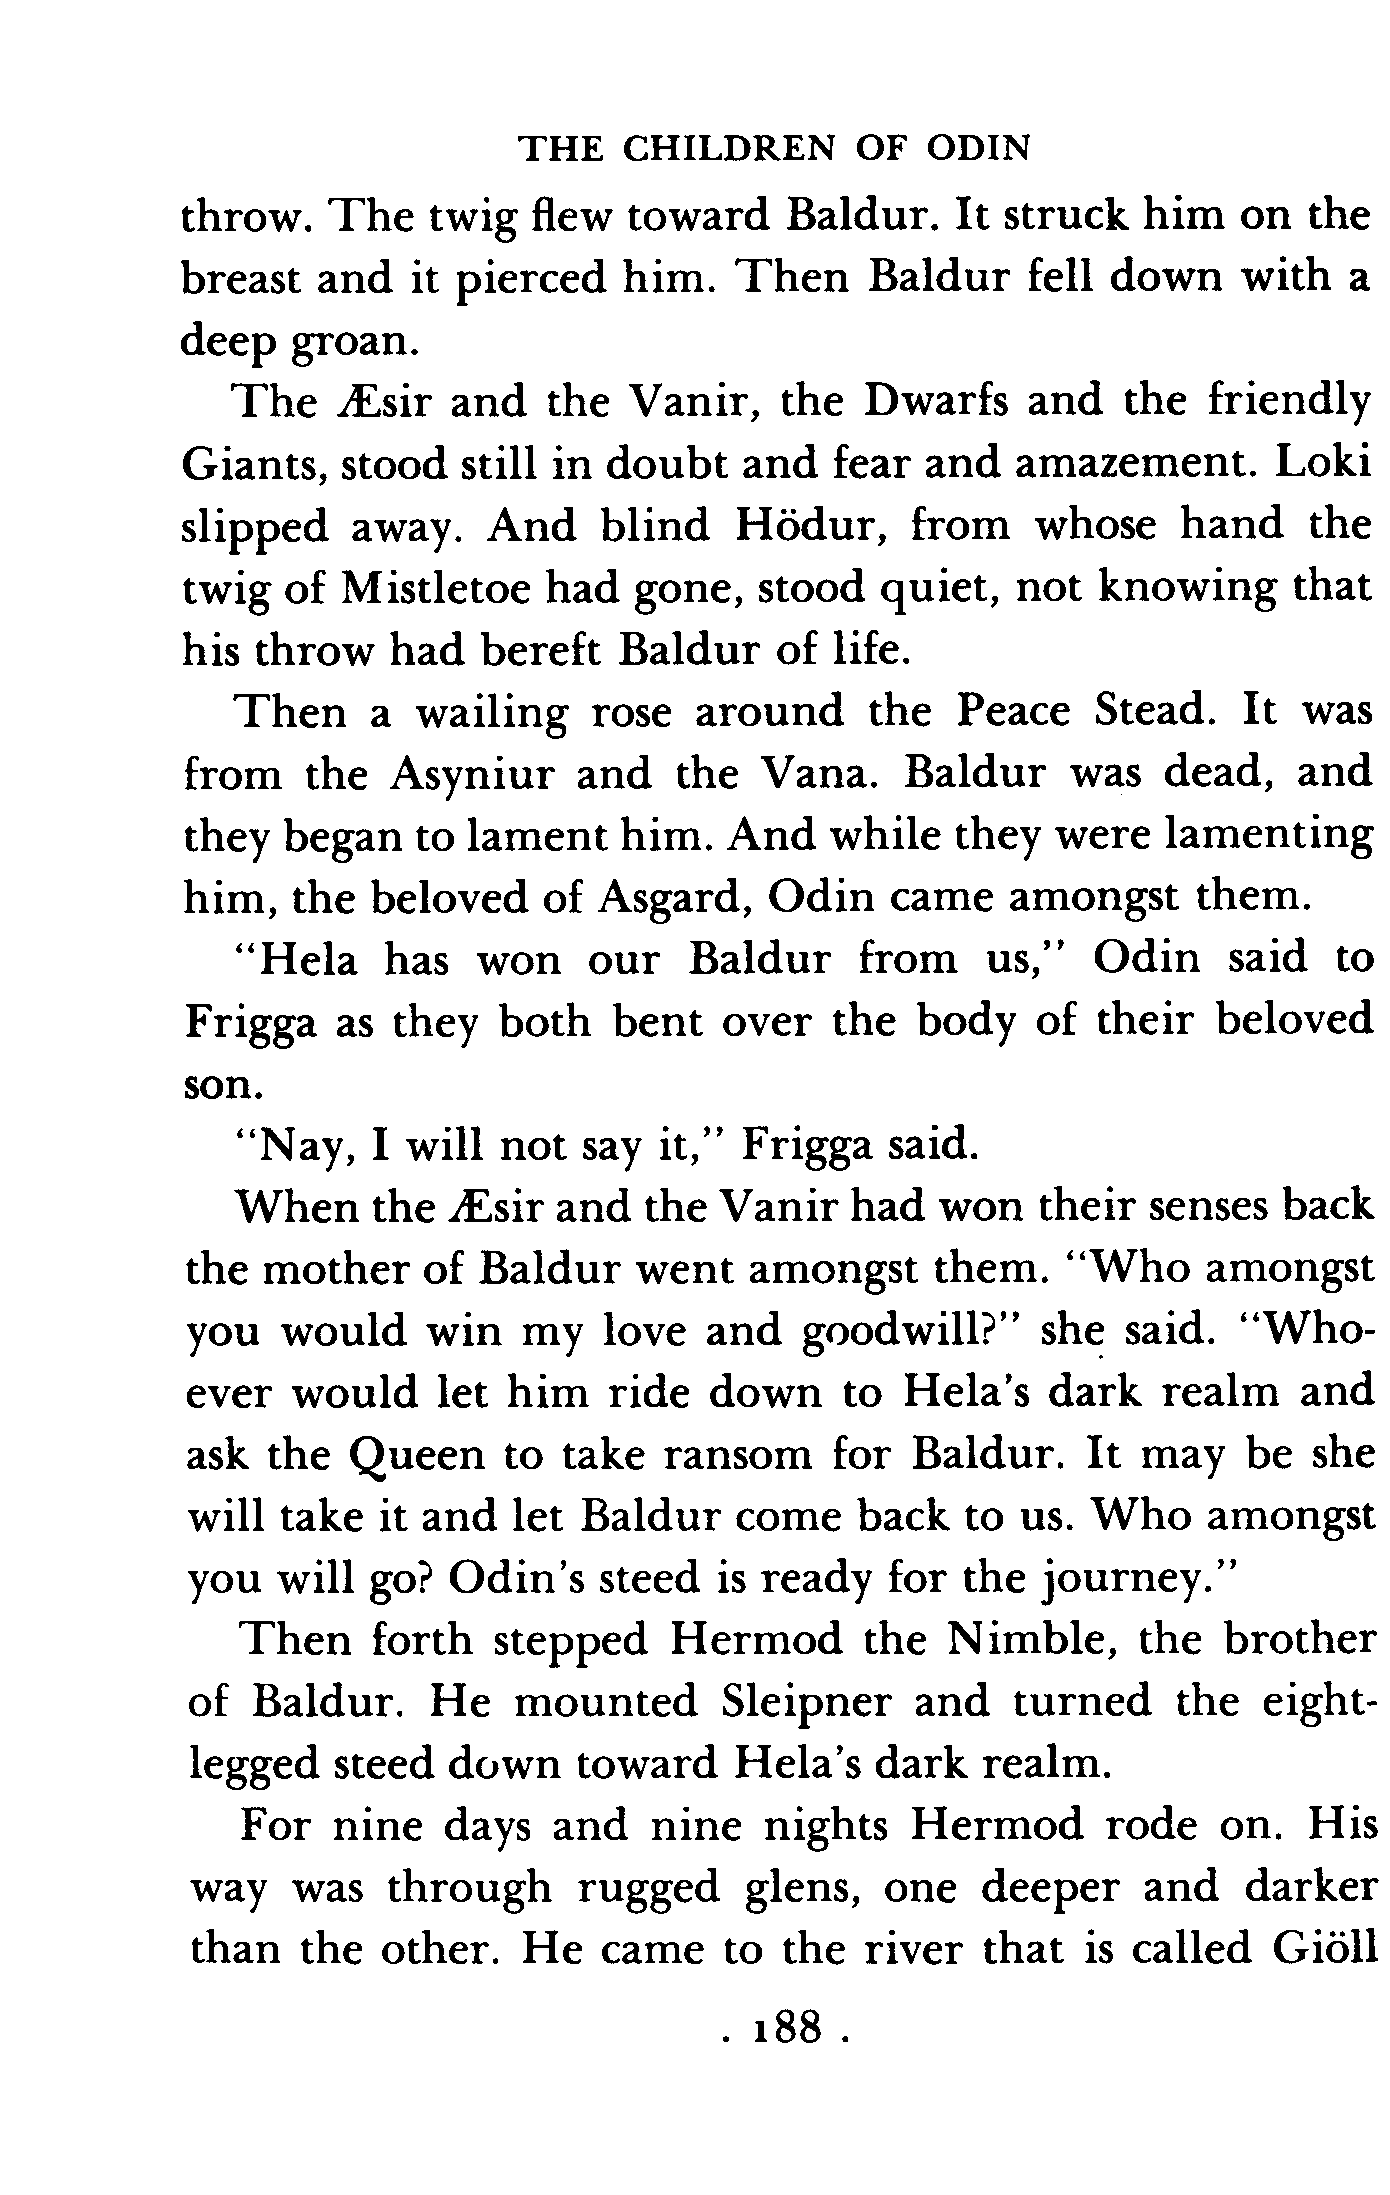 THE CHILDREN OF ODIN
throw. The twig flew toward Baldur. It struck him on the
breast and it pierced him. Then Baldur fell down with a
deep groan.
The Æsir and the Vanir, the Dwarfs and the friendly
Giants, stood still in doubt and fear and amazement. Loki
slipped away. And blind Hödur, from whose hand the
twig of Mistletoe had gone, stood quiet, not knowing that
his throw had bereft Baldur of life.
Then a wailing rose around the Peace Stead. It was
from the Asyniur and the Vana. Baldur was dead, and
they began to lament him. And while they were lamenting
him, the beloved of Asgard, Odin came amongst them.
“Hela has won our Baldur from us,” Odin said to
Frigga as they both bent over the body of their beloved
son.
“Nay, I will not say it,” Frigga said.
When the Æsir and the Vanir had won their senses back
the mother of Baldur went amongst them. “Who amongst
you would win my love and goodwill?” she said. “Who-
ever would let him ride down to Hela’s dark realm and
ask the Queen to take ransom for Baldur. It may be she
will take it and let Baldur come back to us. Who amongst
you will go? Odin’s steed is ready for the journey.”
Then forth stepped Hermod the Nimble, the brother
of Baldur. He mounted Sleipner and turned the eight-
legged steed down toward Hela’s dark realm.
For nine days and nine nights Hermod rode on. His
way was through rugged glens, one deeper and darker
than the other. He came to the river that is called Giöll
. 188 .